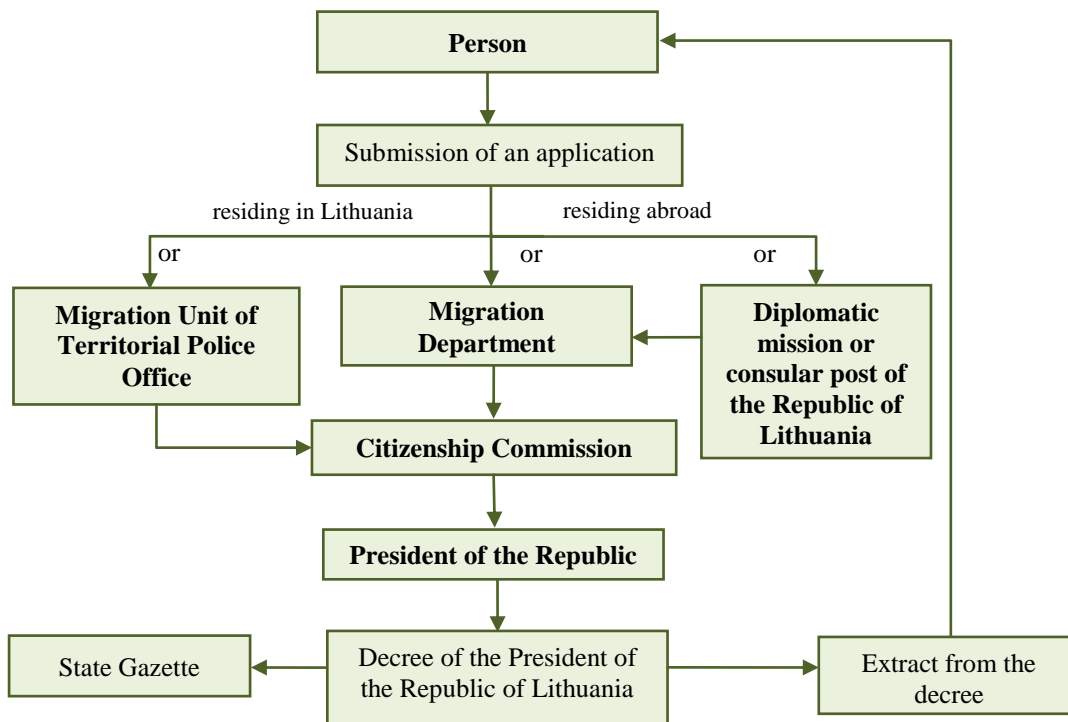 Person
Submission of an application
residing in Lithuania
residing abroad
or
or
or
Migration Unit of
Territorial Police
Office
Migration
Department
Diplomatic
mission or
consular post of
the Republic of
Lithuania
Citizenship Commission
President of the Republic
State Gazette
Decree of the President of
the Republic of Lithuania
Extract from the
decree